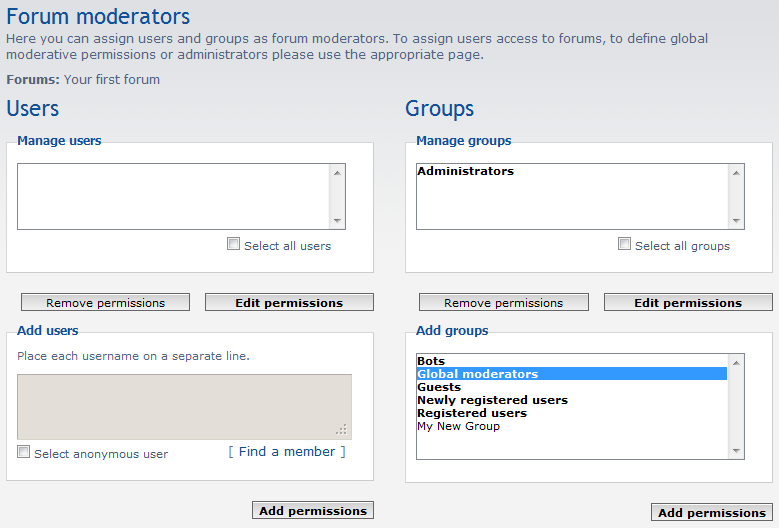 Forum moderators
Here you can assign users and groups as forum moderators. To assign users access to forums, to define global
moderative permissions or administrators please use the appropriate page.
Forums: Your first forum
Users
Manage users
Select all users
Remove permissions
Edit permissions
Add users
Place each username on a separate line.
Select anonymous user
[ Find a member ]
Add permissions
Groups
Manage groups
Administrators
Select all groups
Remove permissions
Edit permissions
Add groups
Bots
Global moderators
Guests
Newly registered users
Registered users
My New Group
Add permissions